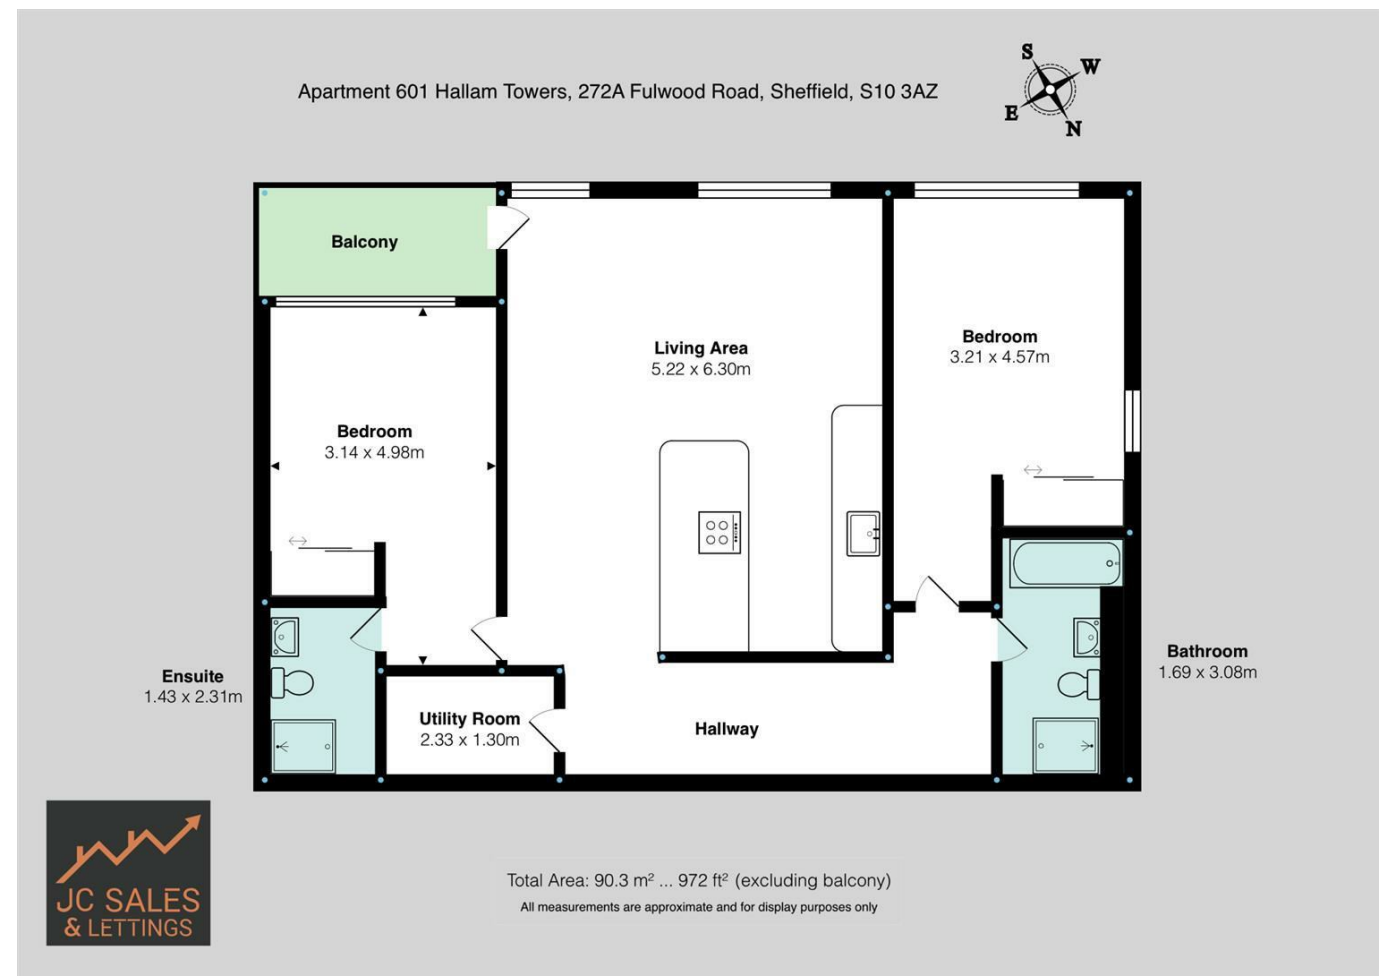 Apartment 601 Hallam Towers, 272A Fulwood Road, Sheffield, S10 3AZ
S
W
E
N
Balcony
Living Area
5.22 x 6.30m
Bedroom
3.21 x 4.57m
Bedroom
3.14 x 4.98m
Ensuite
1.43 x 2.31m
Bathroom
1.69 x 3.08m
Utility Room
2.33 x 1.30m
Hallway
JC SALES
& LETTINGS
Total Area: 90.3 m² ... 972 ft² (excluding balcony)
All measurements are approximate and for display purposes only